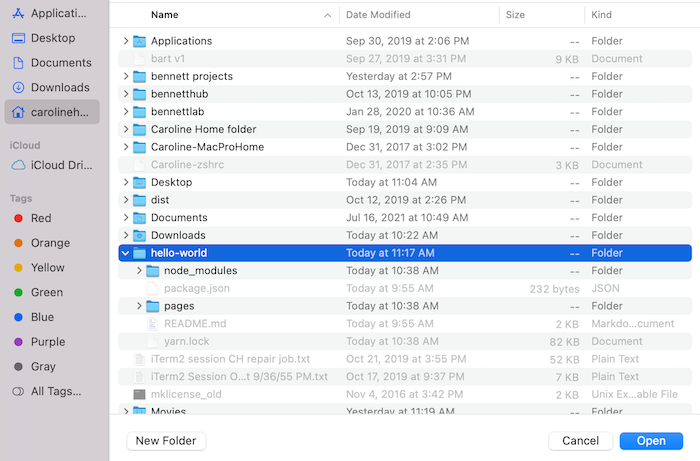 Applicati...
Desktop
Documents
Downloads
carolineh...
iCloud
iCloud Dri...
Tags
Red
Orange
Yellow
Green
Blue
Purple
Gray
All Tags...
Name Date Modified Size Kind
Applications Sep 30, 2019 at 2:06 PM -- Folder
bart v1 Sep 27, 2019 at 3:31 PM 9 KB Document
bennett projects Yesterday at 2:57 PM -- Folder
bennetthub Oct 13, 2019 at 10:05 PM -- Folder
bennettlab Jan 28, 2020 at 10:36 AM -- Folder
Caroline Home folder Sep 19, 2019 at 9:09 AM -- Folder
Caroline-MacProHome Dec 31, 2017 at 3:02 PM -- Folder
Caroline-zshrc Dec 31, 2017 at 2:35 PM 3 KB Document
Desktop Today at 11:04 AM -- Folder
dist Oct 12, 2019 at 2:26 PM -- Folder
Documents Jul 16, 2021 at 10:49 AM -- Folder
Downloads Today at 10:22 AM -- Folder
hello-world Today at 11:17 AM -- Folder
node_modules Today at 10:38 AM -- Folder
package.json Today at 9:55 AM 232 bytes JSON
pages Today at 10:38 AM -- Folder
README.md Today at 9:55 AM 2 KB Markdo...cument
yarn.lock Today at 10:38 AM 82 KB Document
iTerm2 session CH repair job.txt Oct 21, 2019 at 3:55 PM 52 KB Plain Text
iTerm2 Session O...t 9/36/55 PM.txt Oct 17, 2019 at 9:37 PM 7 KB Plain Text
mklicense_old Nov 4, 2016 at 3:42 PM 2 KB Unix Ex...able File
Movies Yesterday at 11:19 AM -- Folder
New Folder Cancel Open